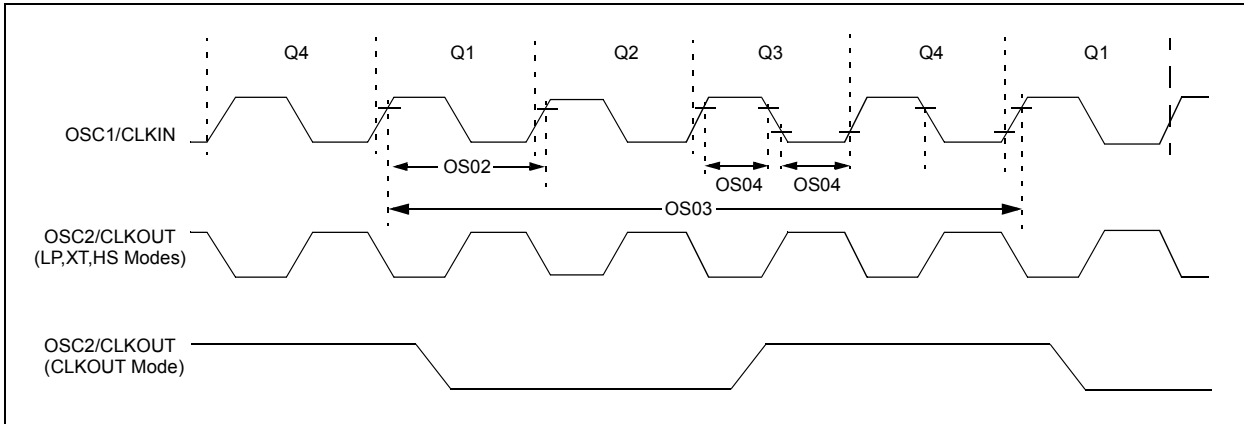 Q4 Q1 Q2 Q3 Q4 Q1
OSC1/CLKIN
OS02
OS04 OS04
OS03
OSC2/CLKOUT
(LP,XT,HS Modes)
OSC2/CLKOUT
(CLKOUT Mode)